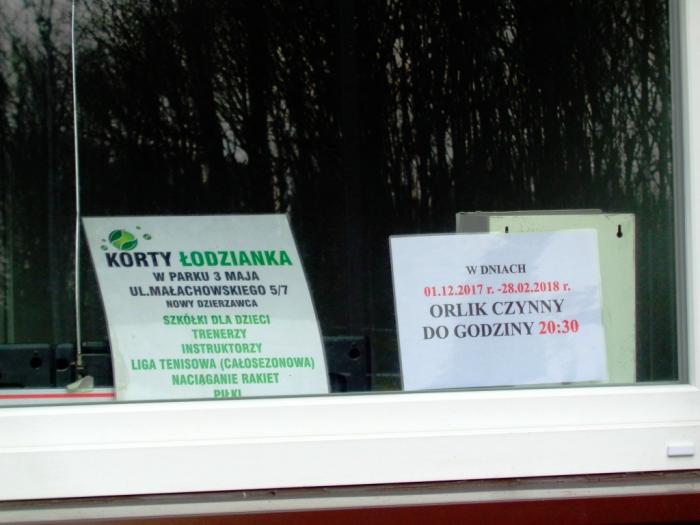 KORTY ŁODZIANKA
W PARKU 3 MAJA
UL.MAŁACHOWSKIEGO 5/7
NOWY DZIERŻAWCA
SZKÓŁKI DLA DZIECI
TRENERZY
INSTRUKTORZY
LIGA TENISOWA (CAŁOSEZONOWA)
NACIĄGANIE RAKIET
PIŁKI
W DNIACH
01.12.2017 r. -28.02.2018 r.
ORLIK CZYNNY
DO GODZINY 20:30